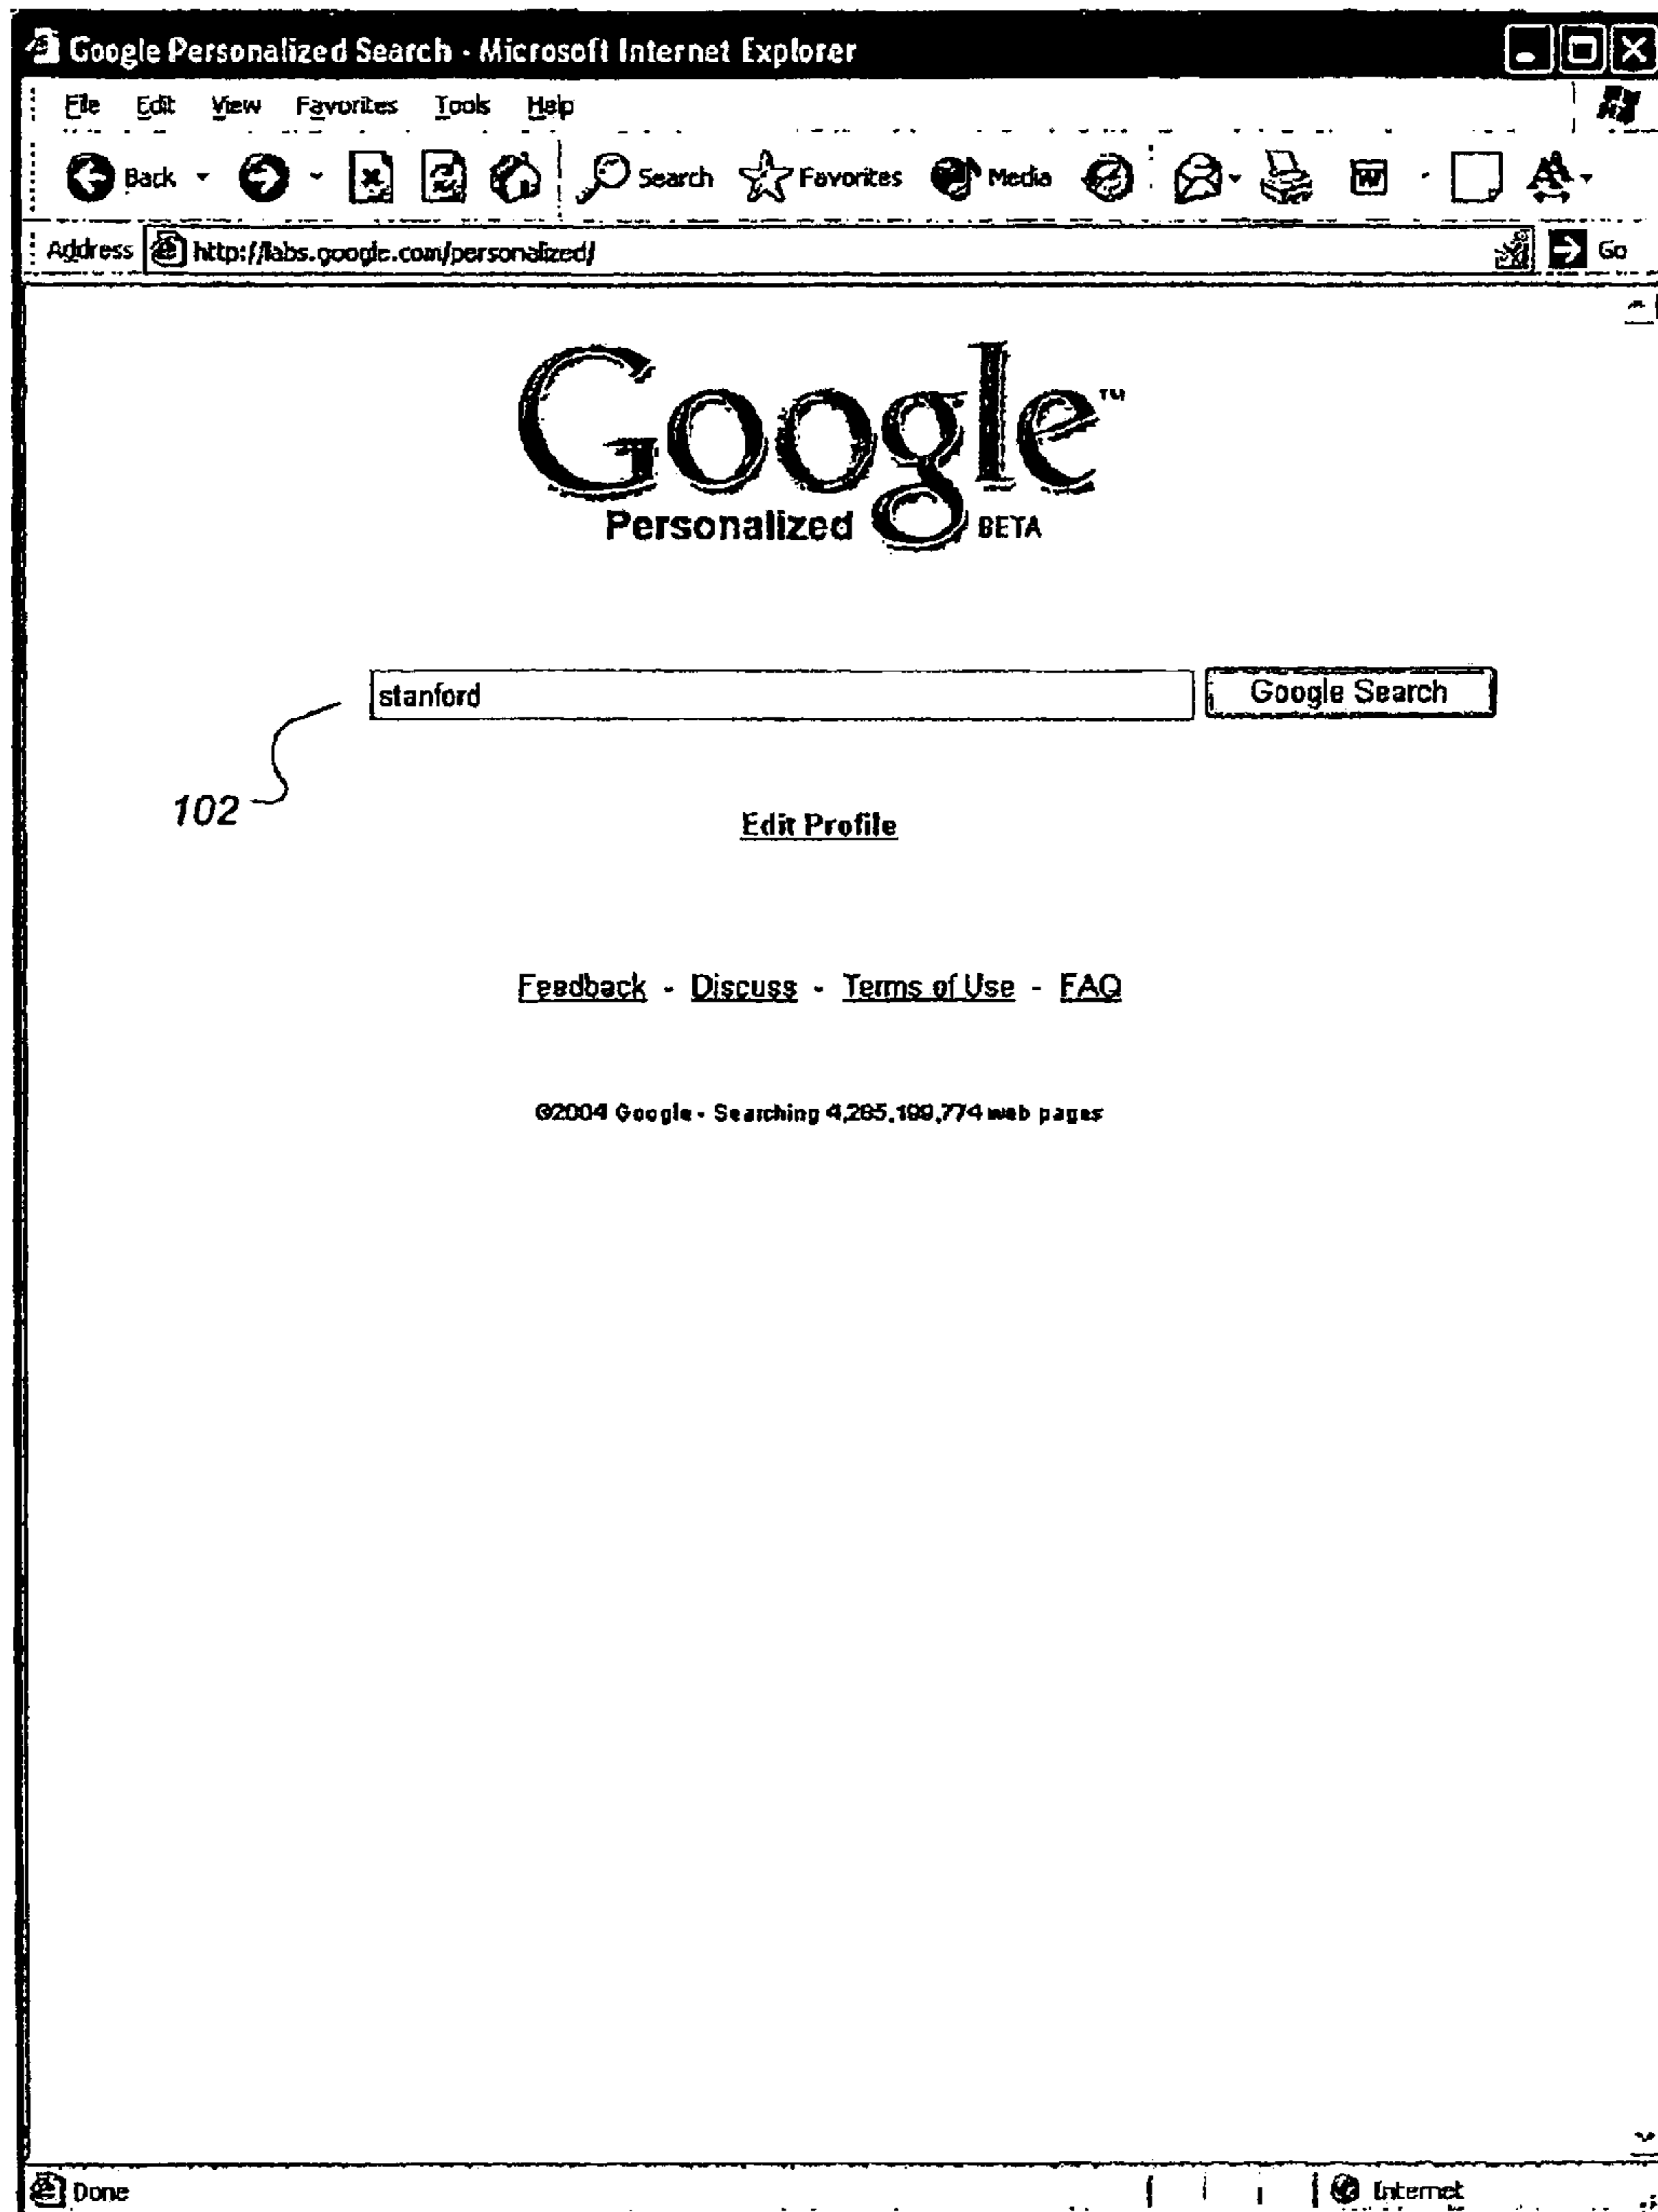 Google Personalized Search - Microsoft Internet Explorer
File Edit View Favorites Tools Help
Back Search Favorites Media
Address http://labs.google.com/personalized/ Go
Google™
Personalized BETA
stanford Google Search
102
Edit Profile
Feedback - Discuss - Terms of Use - FAQ
©2004 Google - Searching 4,285,199,774 web pages
Done Internet